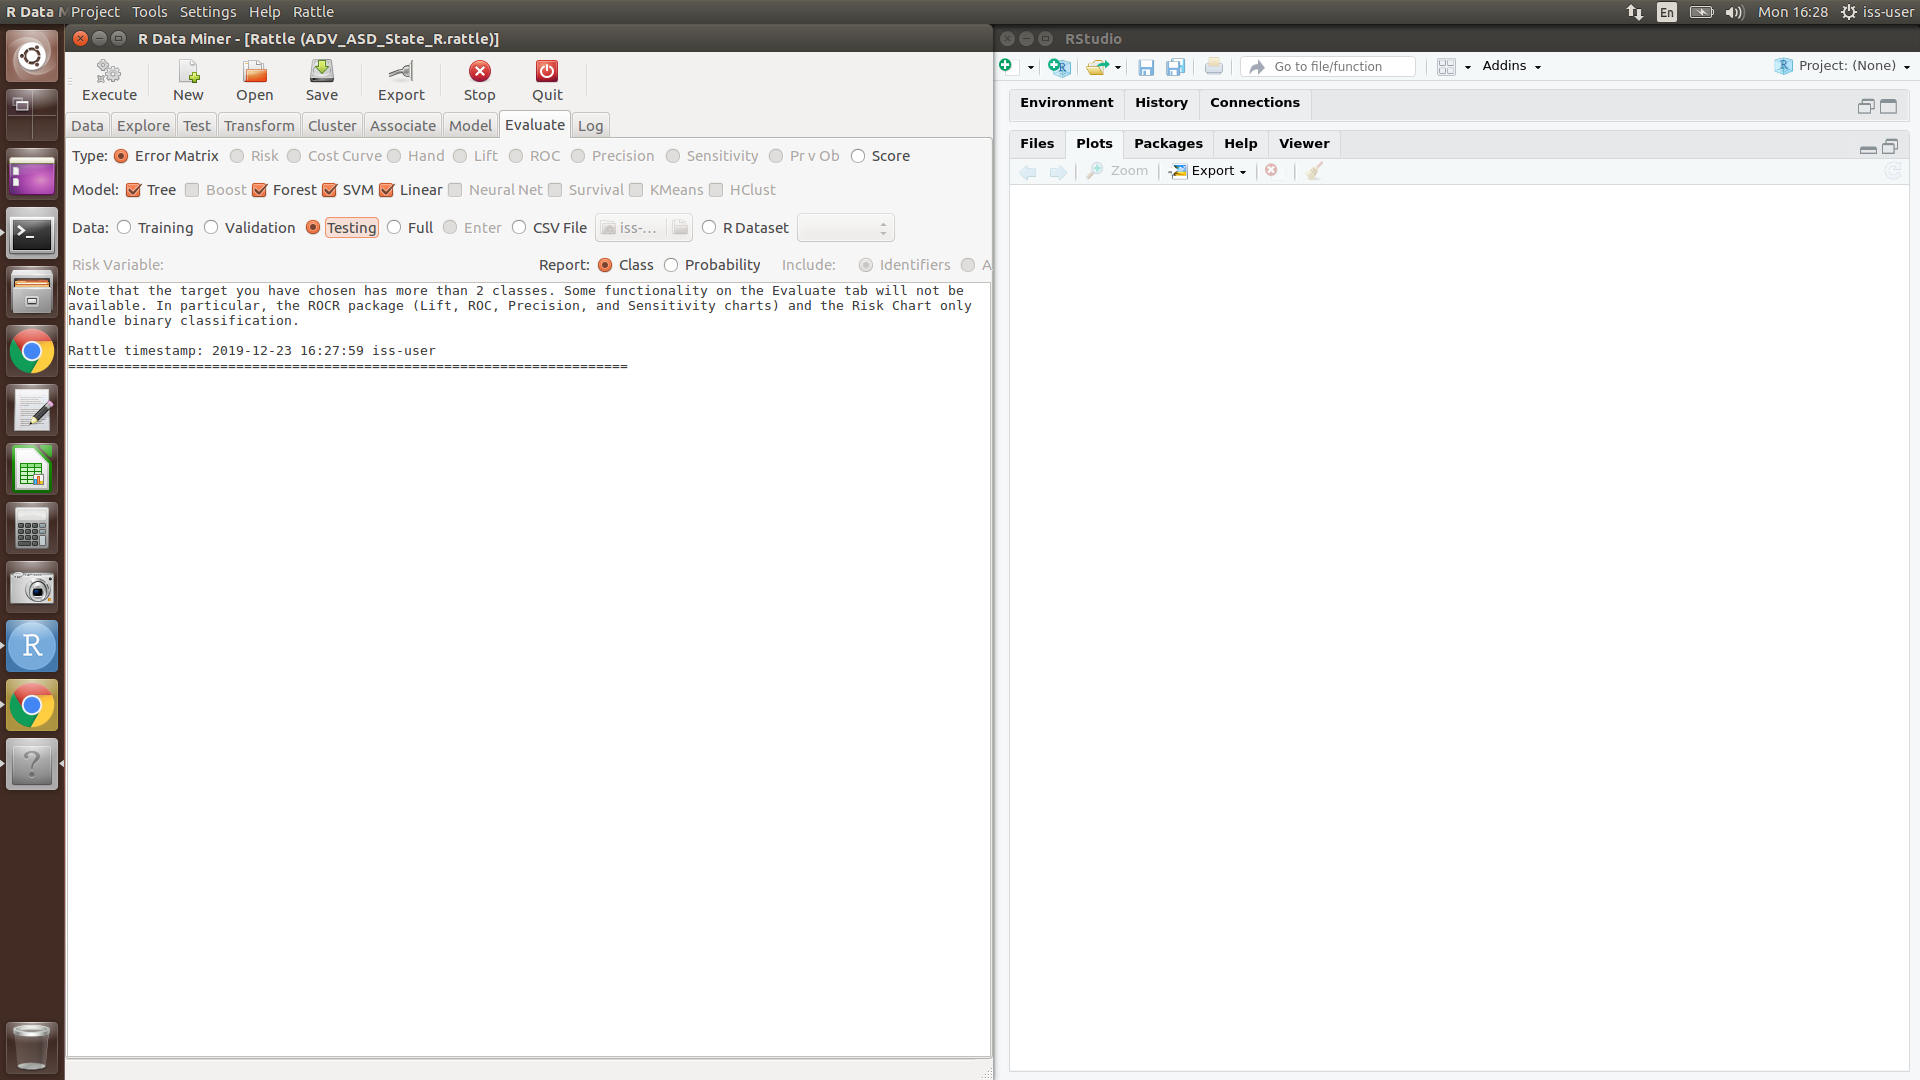 R Data M Project Tools Settings Help Rattle
En Mon 16:28 iss-user
R Data Miner - [Rattle (ADV_ASD_State_R.rattle)]
Execute New Open Save Export Stop Quit
Data Explore Test Transform Cluster Associate Model Evaluate Log
Type: Error Matrix Risk Cost Curve Hand Lift ROC Precision Sensitivity Pr v Ob Score
Model: Tree Boost Forest SVM Linear Neural Net Survival KMeans HClust
Data: Training Validation Testing Full Enter CSV File iss-... R Dataset
Risk Variable: Report: Class Probability Include: Identifiers A
Note that the target you have chosen has more than 2 classes. Some functionality on the Evaluate tab will not be
available. In particular, the ROCR package (Lift, ROC, Precision, and Sensitivity charts) and the Risk Chart only
handle binary classification.
Rattle timestamp: 2019-12-23 16:27:59 iss-user
======================================================================
RStudio
Go to file/function Addins Project: (None)
Environment History Connections
Files Plots Packages Help Viewer
Zoom Export
R
?